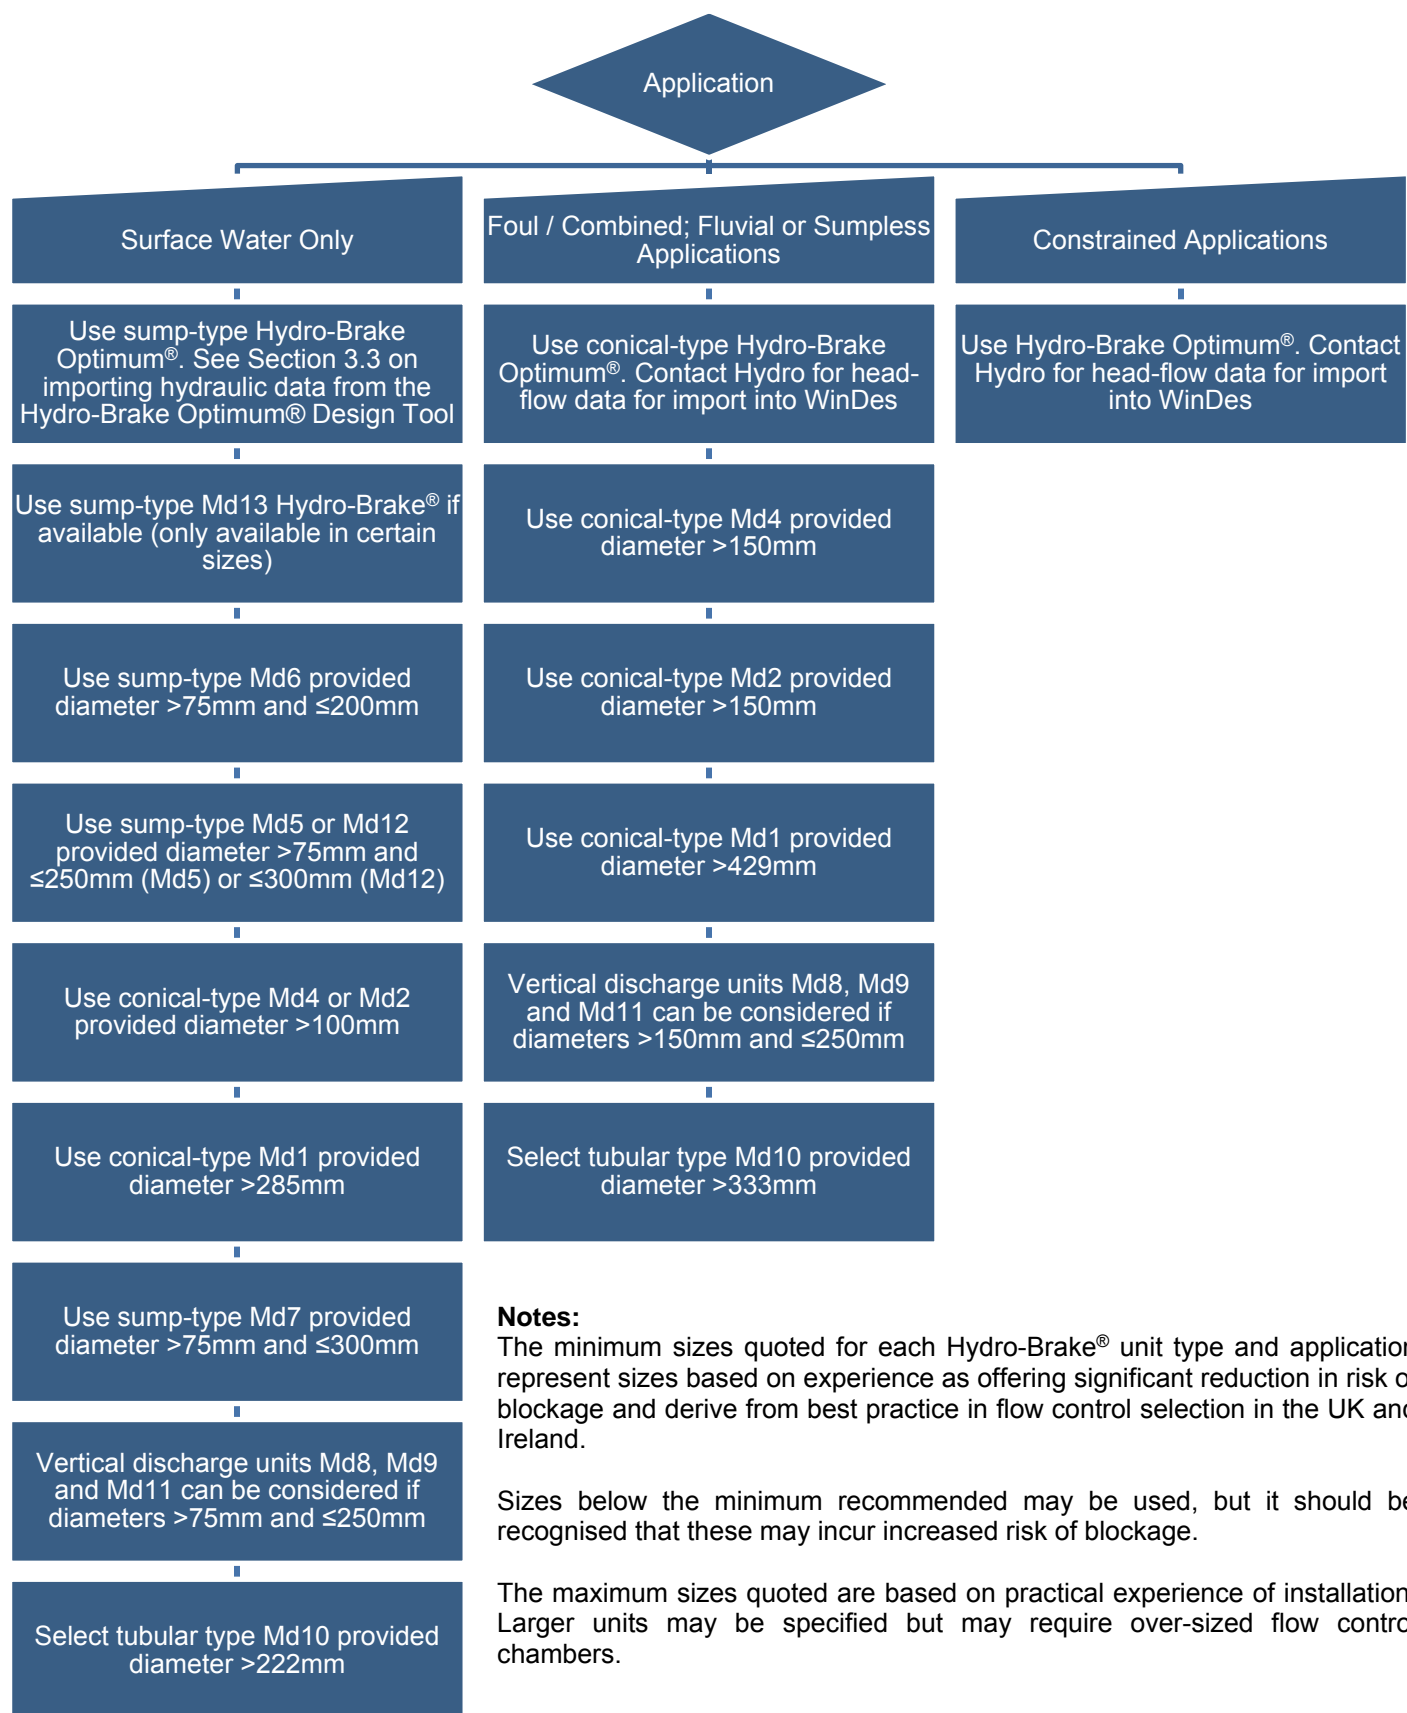 Application
Surface Water Only
Use sump-type Hydro-Brake
Optimum®. See Section 3.3 on
importing hydraulic data from the
Hydro-Brake Optimum® Design Tool
Use sump-type Md13 Hydro-Brake® if
available (only available in certain
sizes)
Use sump-type Md6 provided
diameter >75mm and ≤200mm
Use sump-type Md5 or Md12
provided diameter >75mm and
≤250mm (Md5) or ≤300mm (Md12)
Use conical-type Md4 or Md2
provided diameter >100mm
Use conical-type Md1 provided
diameter >285mm
Use sump-type Md7 provided
diameter >75mm and ≤300mm
Vertical discharge units Md8, Md9
and Md11 can be considered if
diameters >75mm and ≤250mm
Select tubular type Md10 provided
diameter >222mm
Foul / Combined; Fluvial or Sumpless
Applications
Use conical-type Hydro-Brake
Optimum®. Contact Hydro for head-
flow data for import into WinDes
Use conical-type Md4 provided
diameter >150mm
Use conical-type Md2 provided
diameter >150mm
Use conical-type Md1 provided
diameter >429mm
Vertical discharge units Md8, Md9
and Md11 can be considered if
diameters >150mm and ≤250mm
Select tubular type Md10 provided
diameter >333mm
Constrained Applications
Use Hydro-Brake Optimum®. Contact
Hydro for head-flow data for import
into WinDes
Notes:
The minimum sizes quoted for each Hydro-Brake® unit type and application
represent sizes based on experience as offering significant reduction in risk o
blockage and derive from best practice in flow control selection in the UK and
Ireland.
Sizes below the minimum recommended may be used, but it should be
recognised that these may incur increased risk of blockage.
The maximum sizes quoted are based on practical experience of installation
Larger units may be specified but may require over-sized flow contro
chambers.